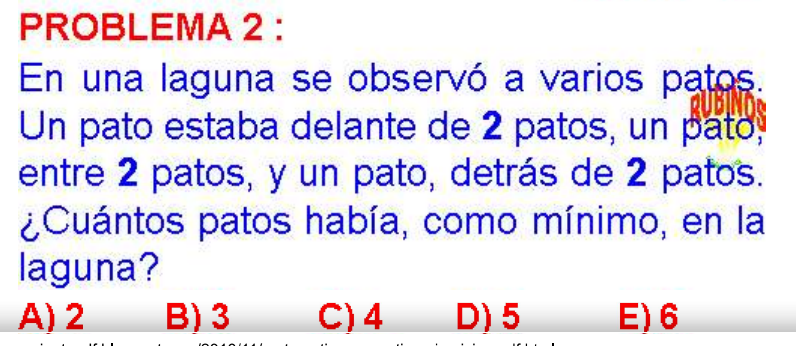 PROBLEMA 2 :
En una laguna se observó a varios patos.
Un pato estaba delante de 2 patos, un pato,
entre 2 patos, y un pato, detrás de 2 patos.
¿Cuántos patos había, como mínimo, en la
laguna?
A) 2 B) 3 C) 4 D) 5 E) 6
RUBIÑOS